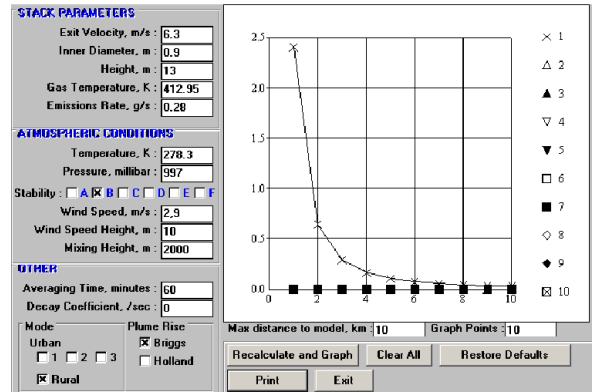 STACK PARAMETERS
Exit Velocity, m/s : 6.3
Inner Diameter, m : 0.9
Height, m : 13
Gas Temperature, K : 412.95
Emissions Rate, g/s : 0.28
ATMOSPHERIC CONDITIONS
Temperature, K : 278.3
Pressure, millibar : 997
Stability : A B C D E F
Wind Speed, m/s : 2,9
Wind Speed Height, m : 10
Mixing Height, m : 2000
OTHER
Averaging Time, minutes : 60
Decay Coefficient, /sec : 0
Mode
Urban
1 2 3
Rural
Plume Rise
Briggs
Holland
2.5
2.0
1.5
1.0
0.5
0.0
0 2 4 6 8 10
1
2
3
4
5
6
7
8
9
10
Max distance to model, km : 10 Graph Points : 10
Recalculate and Graph Clear All Restore Defaults
Print Exit